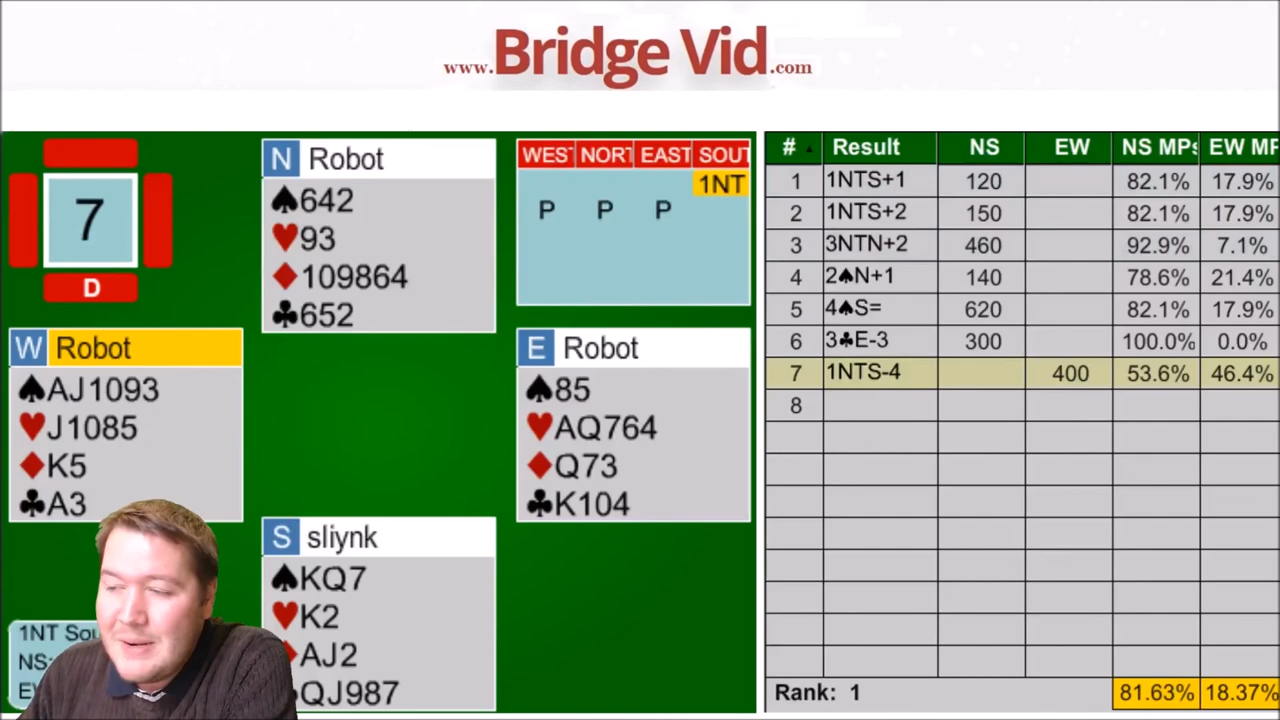 www.Bridge Vid.com
7
D
N Robot
♠642
♥93
♦109864
♣652
WEST NORT EAST SOUT
1NT
P P P
W Robot
♠AJ1093
♥J1085
♦K5
♣A3
E Robot
♠85
♥AQ764
♦Q73
♣K104
S sliynk
♠KQ7
♥K2
♦AJ2
QJ987
1NT Sou
NS:
EW
# Result NS EW NS MPs EW MP
1 1NTS+1 120 82.1% 17.9%
2 1NTS+2 150 82.1% 17.9%
3 3NTN+2 460 92.9% 7.1%
4 2♠N+1 140 78.6% 21.4%
5 4♠S= 620 82.1% 17.9%
6 3♣E-3 300 100.0% 0.0%
7 1NTS-4 400 53.6% 46.4%
8
Rank: 1 81.63% 18.37%